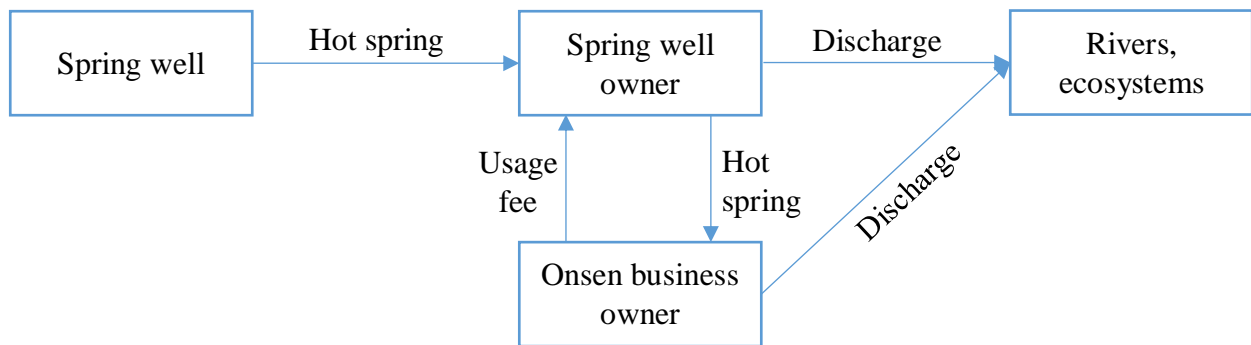 Spring well
Hot spring
Spring well
owner
Discharge
Rivers,
ecosystems
Usage
fee
Hot
spring
Discharge
Onsen business
owner